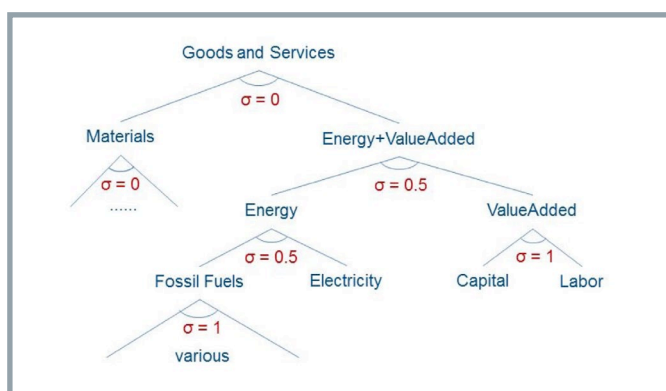 Goods and Services
σ = 0
Materials
Energy+ValueAdded
σ = 0
σ = 0.5
......
Energy
ValueAdded
σ = 0.5
σ = 1
Fossil Fuels
Electricity
Capital
Labor
σ = 1
various